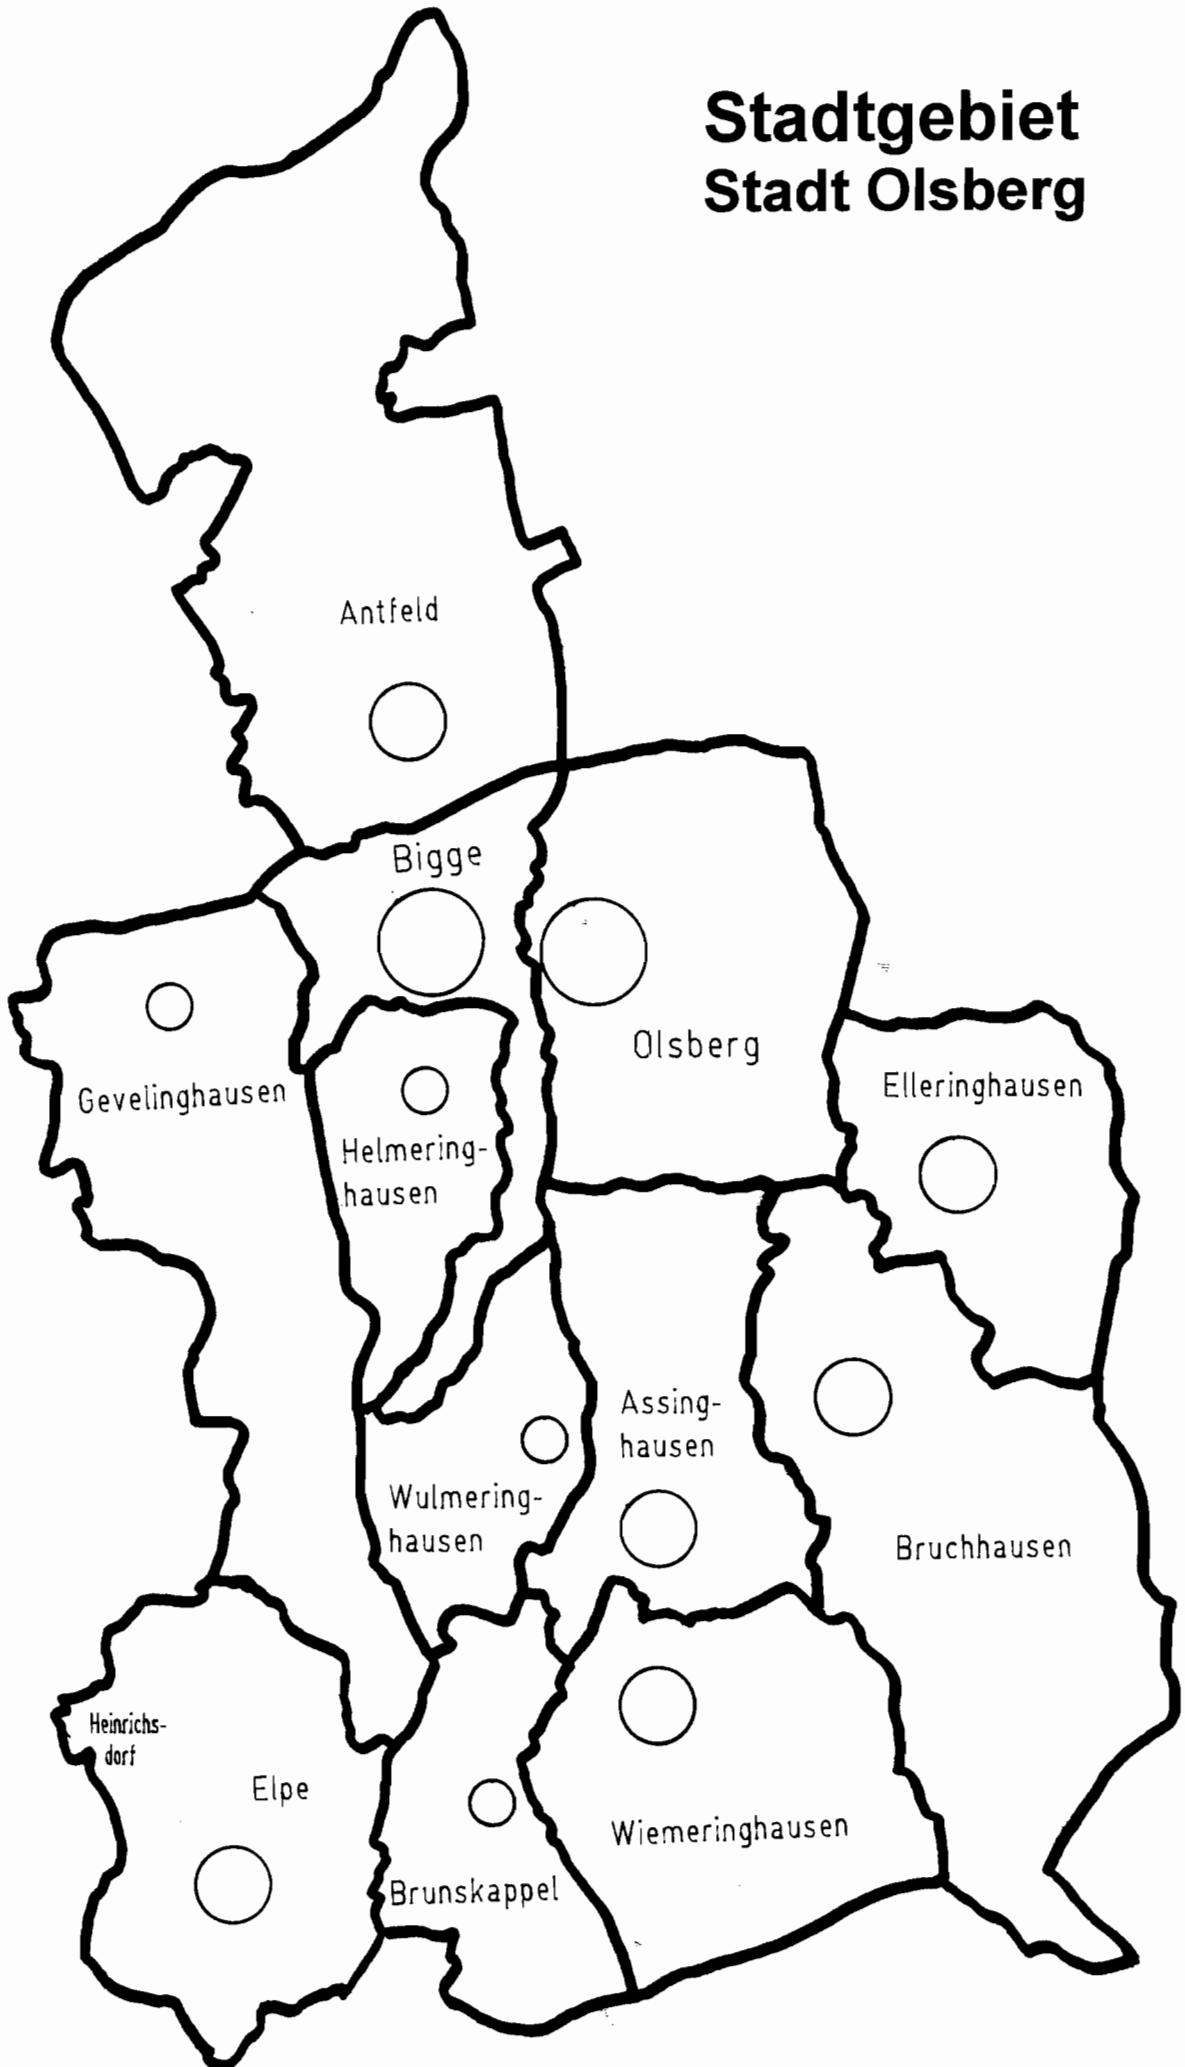 Stadtgebiet
Stadt Olsberg
Antfeld
Bigge
Olsberg
Elleringhausen
Gevelinghausen
Helmering-
hausen
Assing-
hausen
Wulmering-
hausen
Bruchhausen
Heinrichs-
dorf
Elpe
Wiemeringhausen
Brunskappel